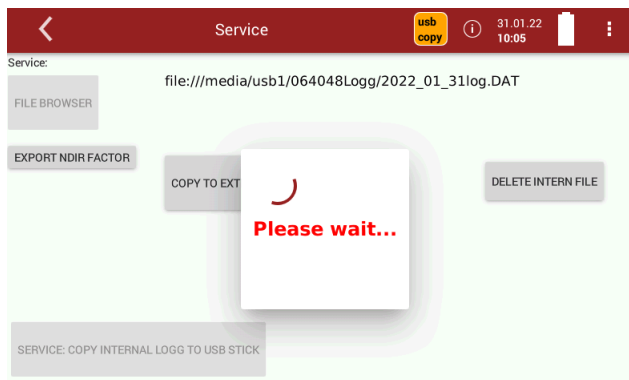 Service
usb
copy
31.01.22
10:05
Service:
file:///media/usb1/064048Logg/2022_01_31log.DAT
FILE BROWSER
EXPORT NDIR FACTOR
COPY TO EXT
DELETE INTERN FILE
Please wait...
SERVICE: COPY INTERNAL LOGG TO USB STICK